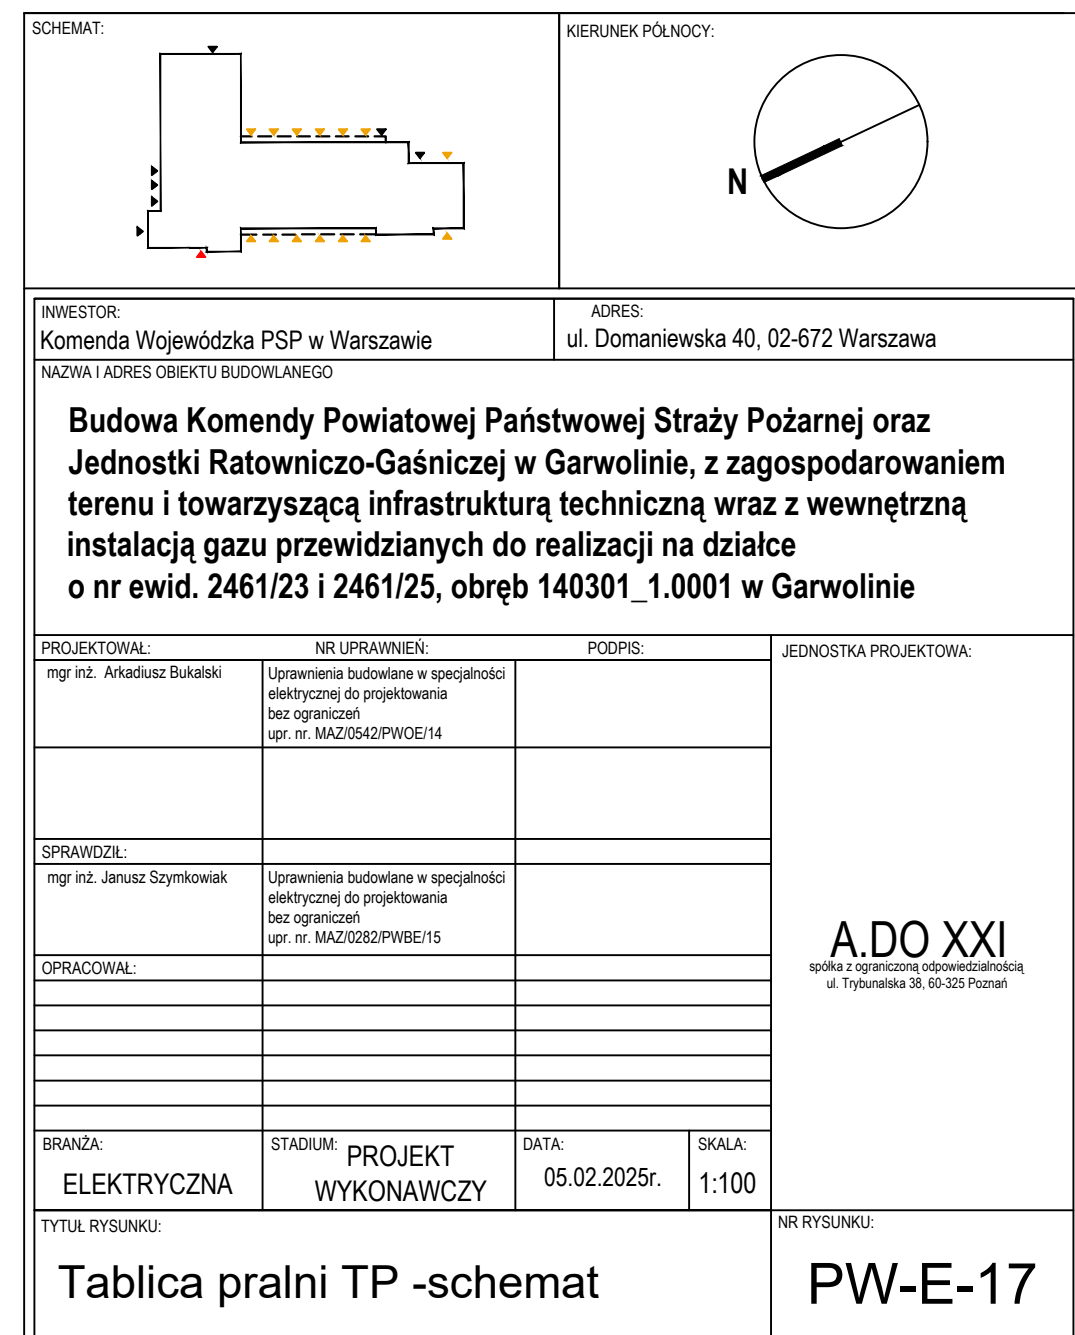 SCHEMAT:
KIERUNEK PÓŁNOCY:
N
INWESTOR:
Komenda Wojewódzka PSP w Warszawie
ADRES:
ul. Domaniewska 40, 02-672 Warszawa
NAZWA I ADRES OBIEKTU BUDOWLANEGO
Budowa Komendy Powiatowej Państwowej Straży Pożarnej oraz
Jednostki Ratowniczo-Gaśniczej w Garwolinie, z zagospodarowaniem
terenu i towarzyszącą infrastrukturą techniczną wraz z wewnętrzną
instalacją gazu przewidzianych do realizacji na działce
o nr ewid. 2461/23 i 2461/25, obręb 140301_1.0001 w Garwolinie
PROJEKTOWAŁ:
NR UPRAWNIEŃ:
PODPIS:
JEDNOSTKA PROJEKTOWA:
mgr inż. Arkadiusz Bukalski
Uprawnienia budowlane w specjalności
elektrycznej do projektowania
bez ograniczeń
upr. nr. MAZ/0542/PWOE/14
SPRAWDZIŁ:
mgr inż. Janusz Szymkowiak
Uprawnienia budowlane w specjalności
elektrycznej do projektowania
bez ograniczeń
upr. nr. MAZ/0282/PWBE/15
A.DO XXI
spółka z ograniczoną odpowiedzialnością
ul. Trybunalska 38, 60-325 Poznań
OPRACOWAŁ:
BRANŻA:
ELEKTRYCZNA
STADIUM:
PROJEKT
WYKONAWCZY
DATA:
05.02.2025r.
SKALA:
1:100
TYTUŁ RYSUNKU:
Tablica pralni TP -schemat
NR RYSUNKU:
PW-E-17